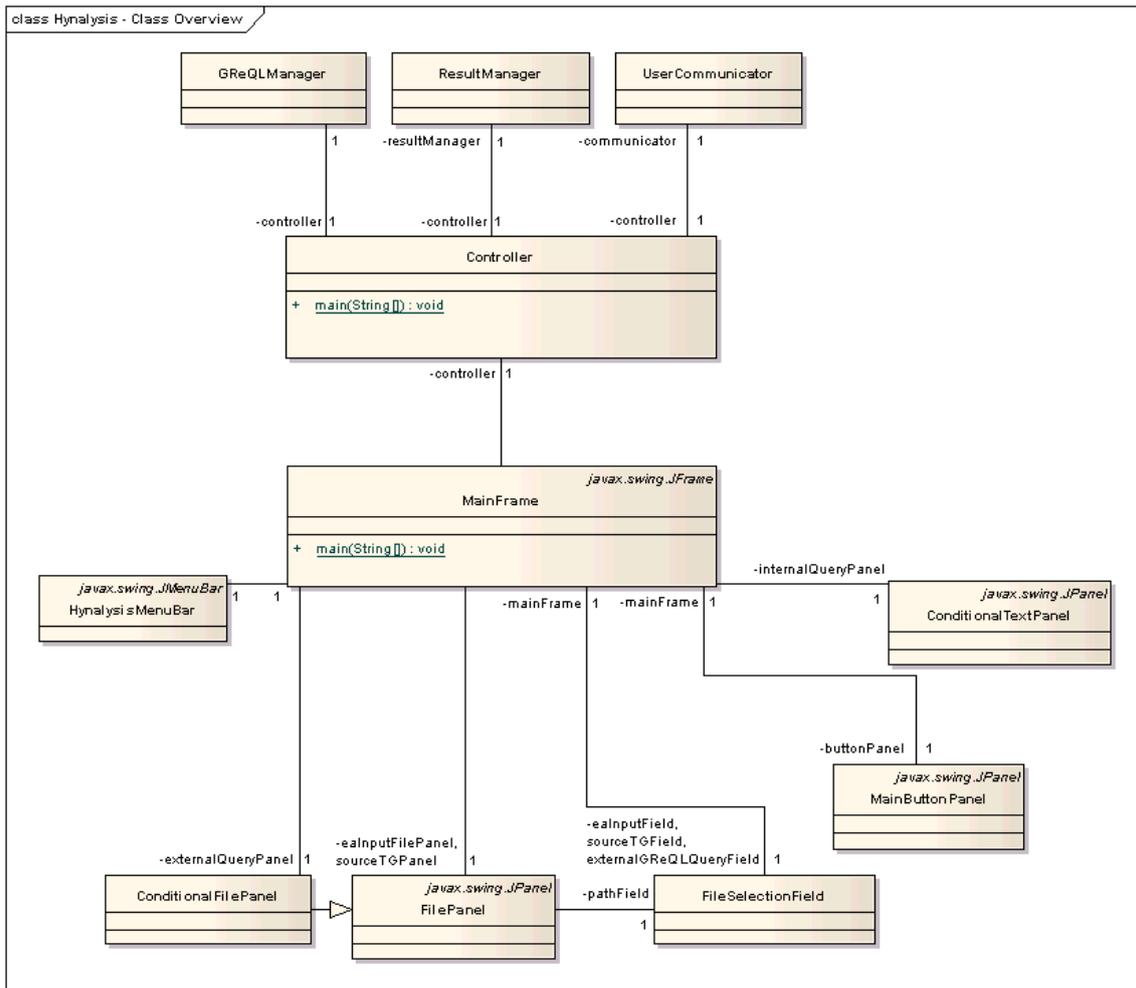 class Hynalysis - Class Overview
GReQLManager
ResultManager
UserCommunicator
1
-resultManager
1
-communicator
1
-controller
1
-controller
1
-controller
1
Controller
+ main(String[]) : void
-controller
1
javax.swing.JFrame
MainFrame
+ main(String[]) : void
javax.swing.JMenuBar
HynalysisMenuBar
1
1
-mainFrame
1
-mainFrame
1
-internalQueryPanel
1
javax.swing.JPanel
ConditionalTextPanel
-buttonPanel
1
javax.swing.JPanel
MainButtonPanel
-externalQueryPanel
1
-eaInputFilePanel,
sourceTGPanel
1
-eaInputField,
sourceTGField,
externalGReQLQueryField
1
ConditionalFilePanel
javax.swing.JPanel
FilePanel
-pathField
1
FileSelectionField